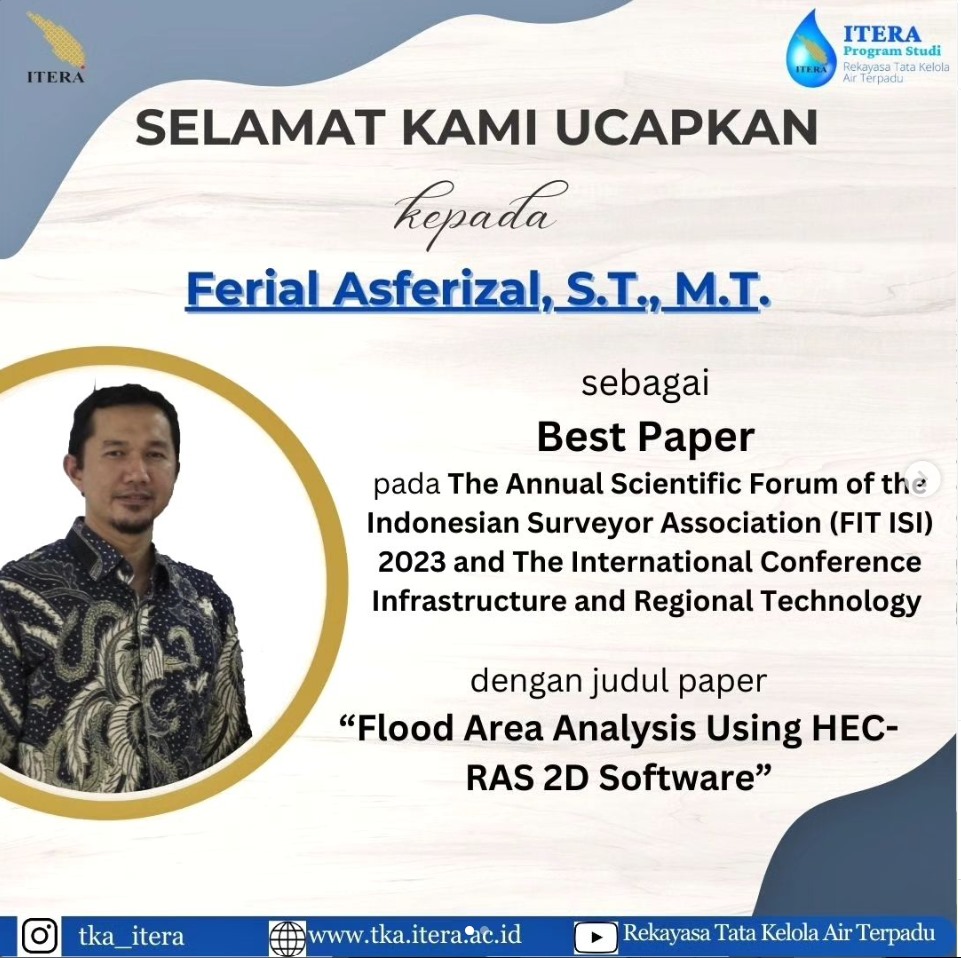 ITERA
ITERA
Program Studi
Rekayasa Tata Kelola
Air Terpadu
ITERA
SELAMAT KAMI UCAPKAN
kepada
Ferial Asferizal, S.T., M.T.
sebagai
Best Paper
pada The Annual Scientific Forum of the
Indonesian Surveyor Association (FIT ISI)
2023 and The International Conference
Infrastructure and Regional Technology
dengan judul paper
“Flood Area Analysis Using HEC-
RAS 2D Software”
tka_itera
www.tka.itera.ac.id
Rekayasa Tata Kelola Air Terpadu